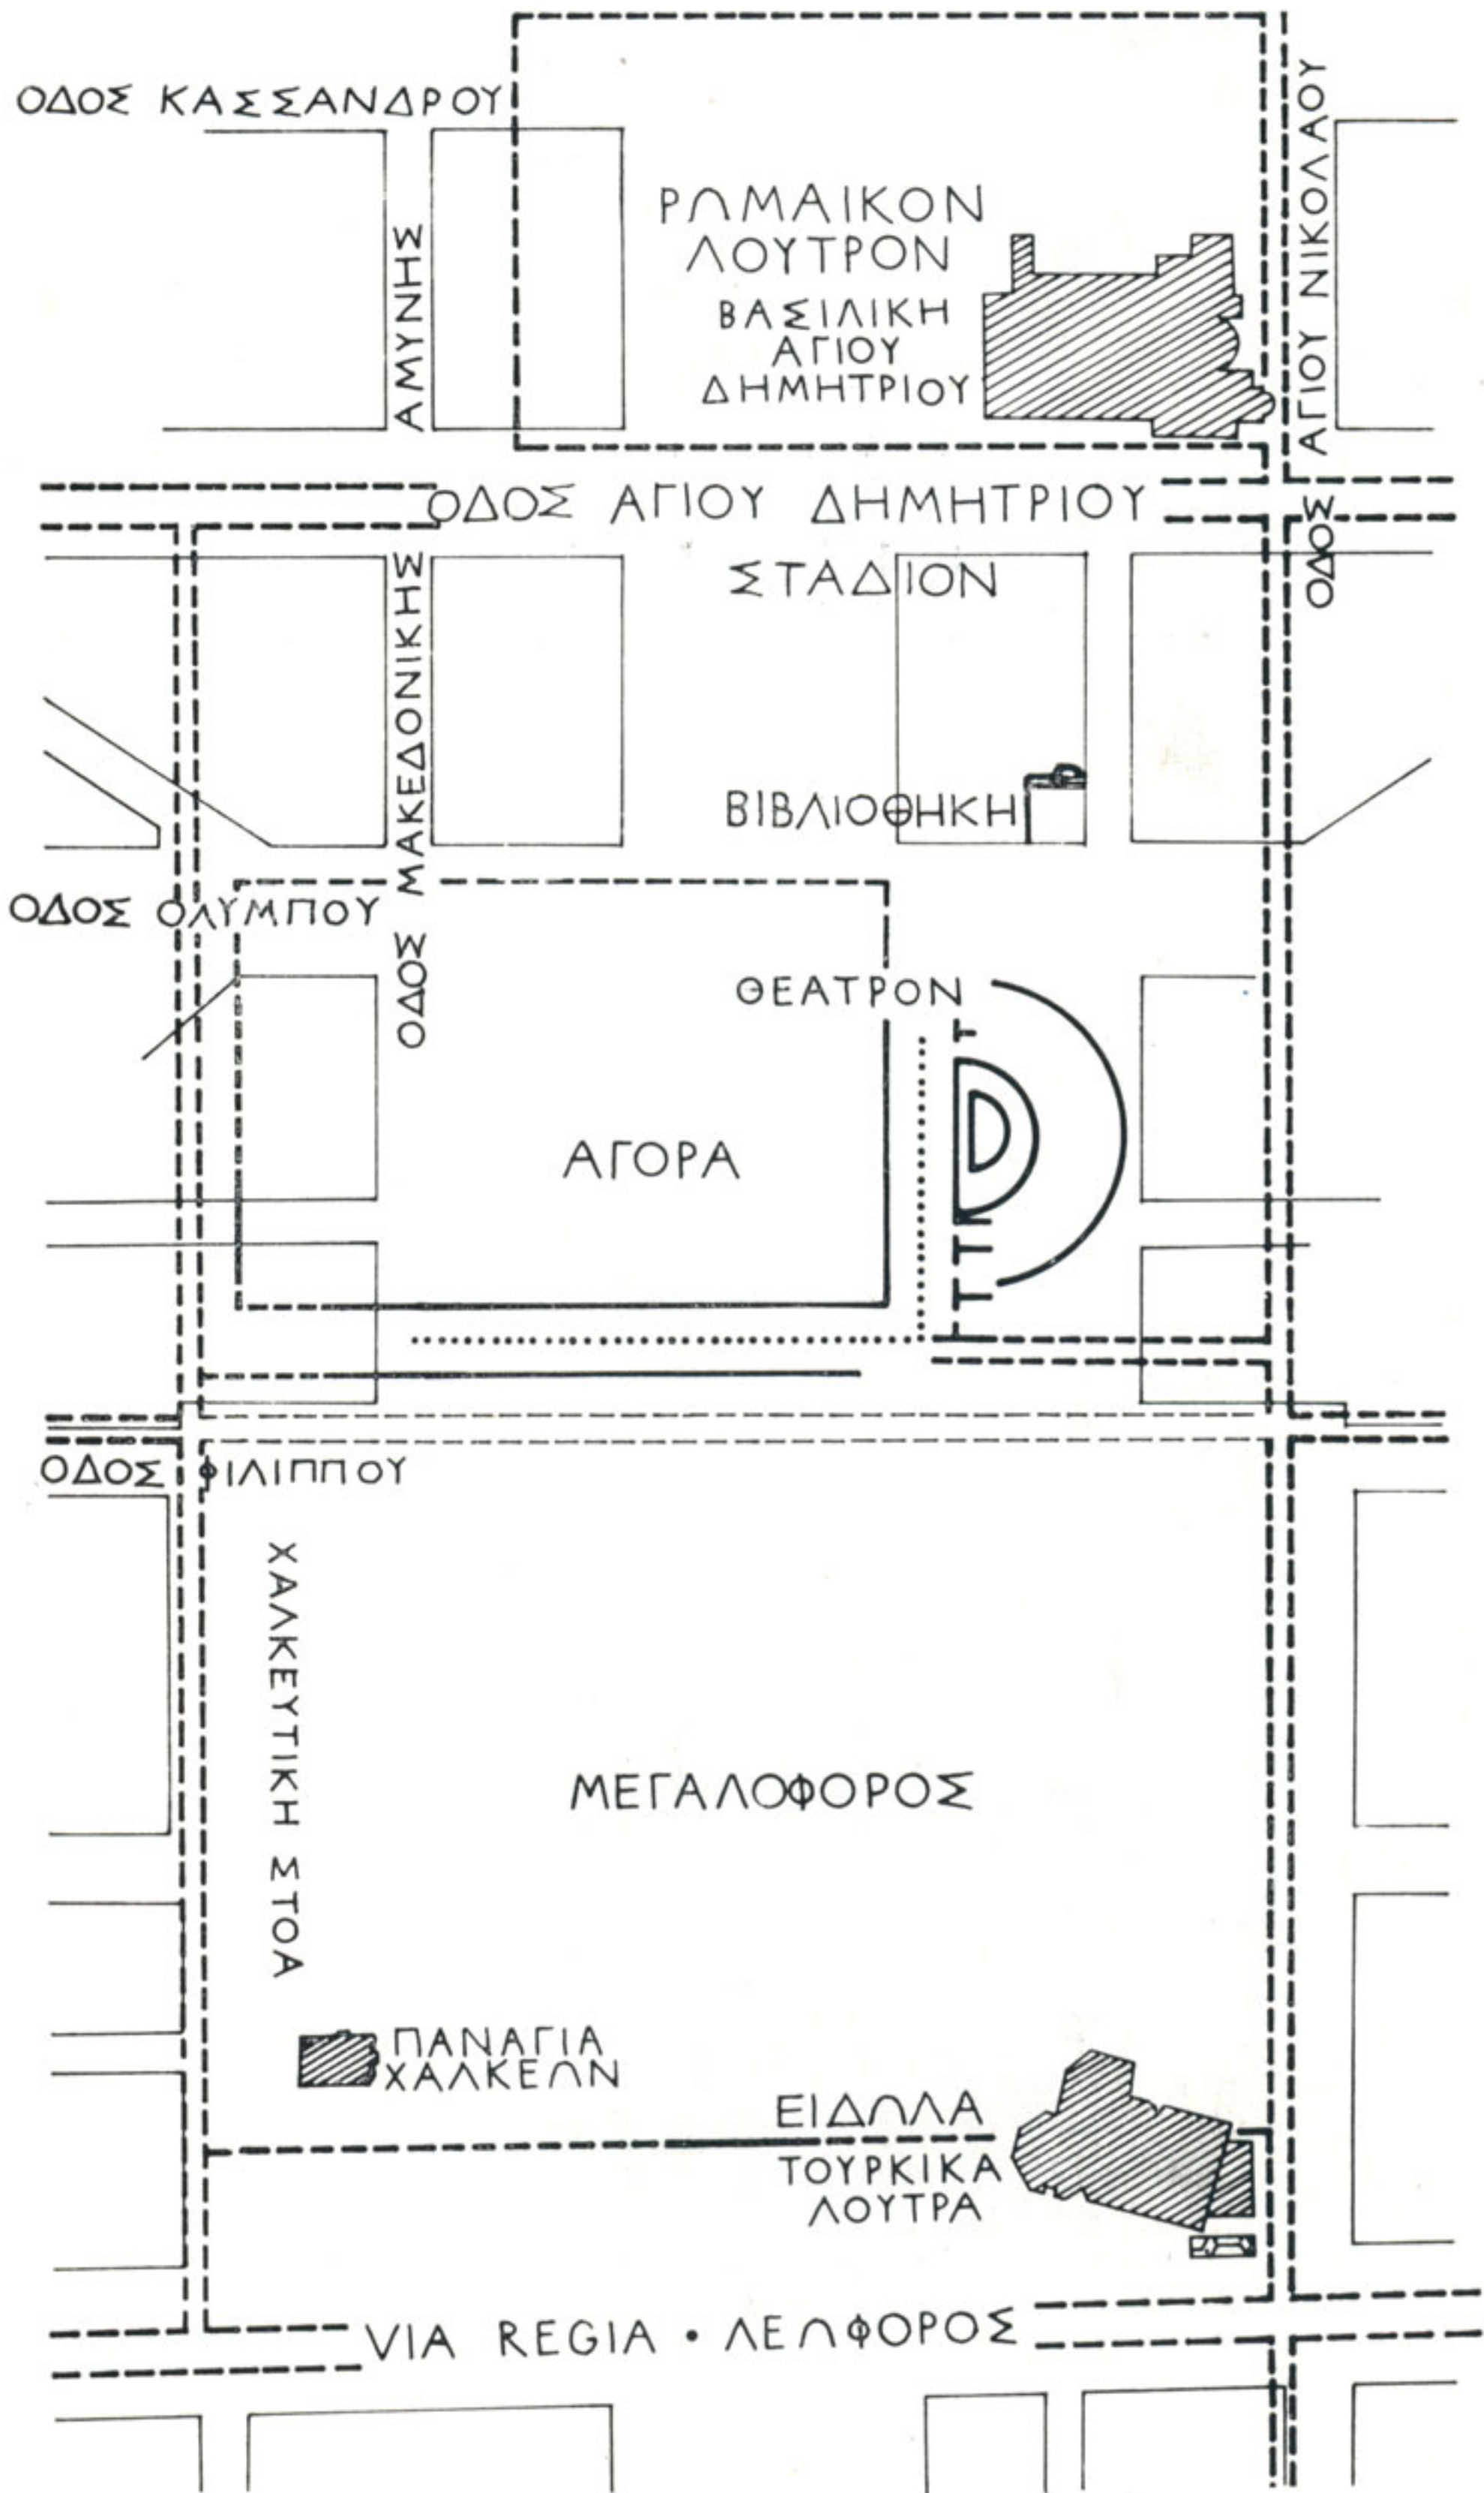 ΟΔΟΣ ΚΑΣΣΑΝΔΡΟΥ
ΡΩΜΑΙΚΟΝ
ΛΟΥΤΡΟΝ
ΒΑΣΙΛΙΚΗ
ΑΓΙΟΥ
ΔΗΜΗΤΡΙΟΥ
ΟΔΟΣ ΑΓΙΟΥ ΝΙΚΟΛΑΟΥ
ΟΔΟΣ ΜΑΚΕΔΟΝΙΚΗΣ ΑΜΥΝΗΣ
ΟΔΟΣ ΑΓΙΟΥ ΔΗΜΗΤΡΙΟΥ
ΣΤΑΔΙΟΝ
ΒΙΒΛΙΟΘΗΚΗ
ΟΔΟΣ ΟΛΥΜΠΟΥ
ΘΕΑΤΡΟΝ
ΑΓΟΡΑ
ΟΔΟΣ ΦΙΛΙΠΠΟΥ
ΧΑΛΚΕΥΤΙΚΗ ΣΤΟΑ
ΜΕΓΑΛΟΦΟΡΟΣ
ΠΑΝΑΓΙΑ
ΧΑΛΚΕΩΝ
ΕΙΔΩΛΑ
ΤΟΥΡΚΙΚΑ
ΛΟΥΤΡΑ
VIA REGIA • ΛΕΩΦΟΡΟΣ